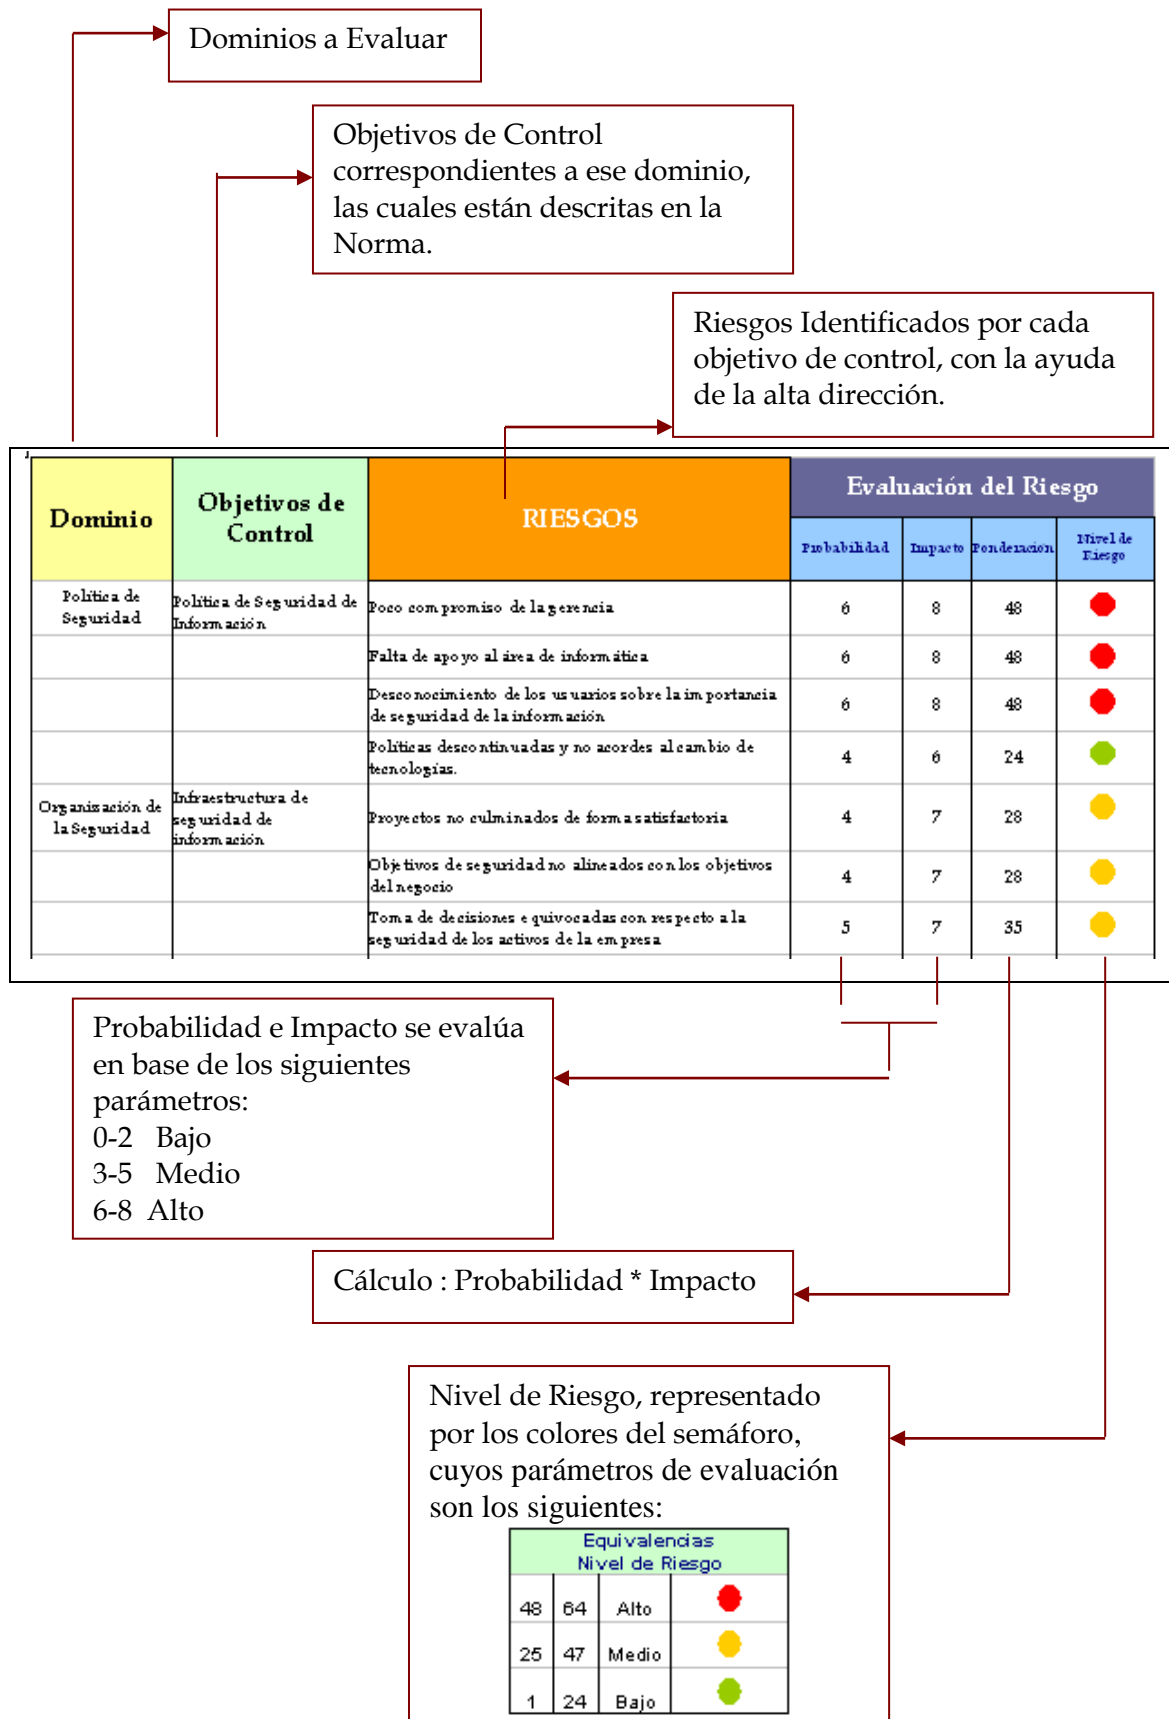 Dominios a Evaluar
Objetivos de Control
correspondientes a ese dominio,
las cuales están descritas en la
Norma.
Riesgos Identificados por cada
objetivo de control, con la ayuda
de la alta dirección.
Dominio
Objetivos de
Control
RIESGOS
Evaluación del Riesgo
Probabilidad
Impacto
Ponderación
Nivel de
Riesgo
Política de
Seguridad
Política de Seguridad de
Información
Poco compromiso de la gerencia
6 8 48
Falta de apoyo al área de informática
6 8 48
Desconocimiento de los usuarios sobre la importancia
de seguridad de la información
6 8 48
Políticas descontinuadas y no acordes al cambio de
tecnologías.
4 6 24
Organización de
la Seguridad
Infraestructura de
seguridad de
información
Proyectos no culminados de forma satisfactoria
4 7 28
Objetivos de seguridad no alineados con los objetivos
del negocio
4 7 28
Toma de decisiones equivocadas con respecto a la
seguridad de los activos de la empresa
5 7 35
Probabilidad e Impacto se evalúa
en base de los siguientes
parámetros:
0-2 Bajo
3-5 Medio
6-8 Alto
Cálculo : Probabilidad * Impacto
Nivel de Riesgo, representado
por los colores del semáforo,
cuyos parámetros de evaluación
son los siguientes:
Equivalencias
Nivel de Riesgo
48 64 Alto
25 47 Medio
1 24 Bajo